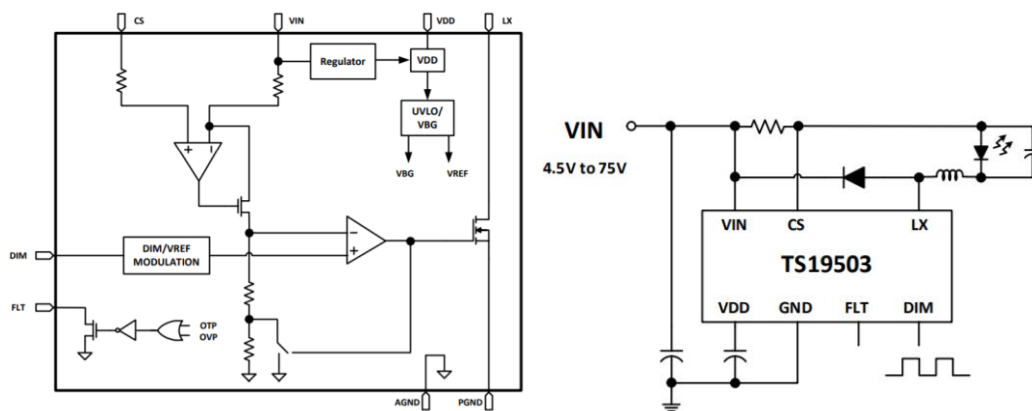 CS
VIN
VDD
LX
Regulator
VDD
UVLO/
VBG
VBG
VREF
DIM
DIM/VREF
MODULATION
FLT
OTP
OVP
AGND
PGND
VIN
4.5V to 75V
VIN
CS
LX
TS19503
VDD
GND
FLT
DIM